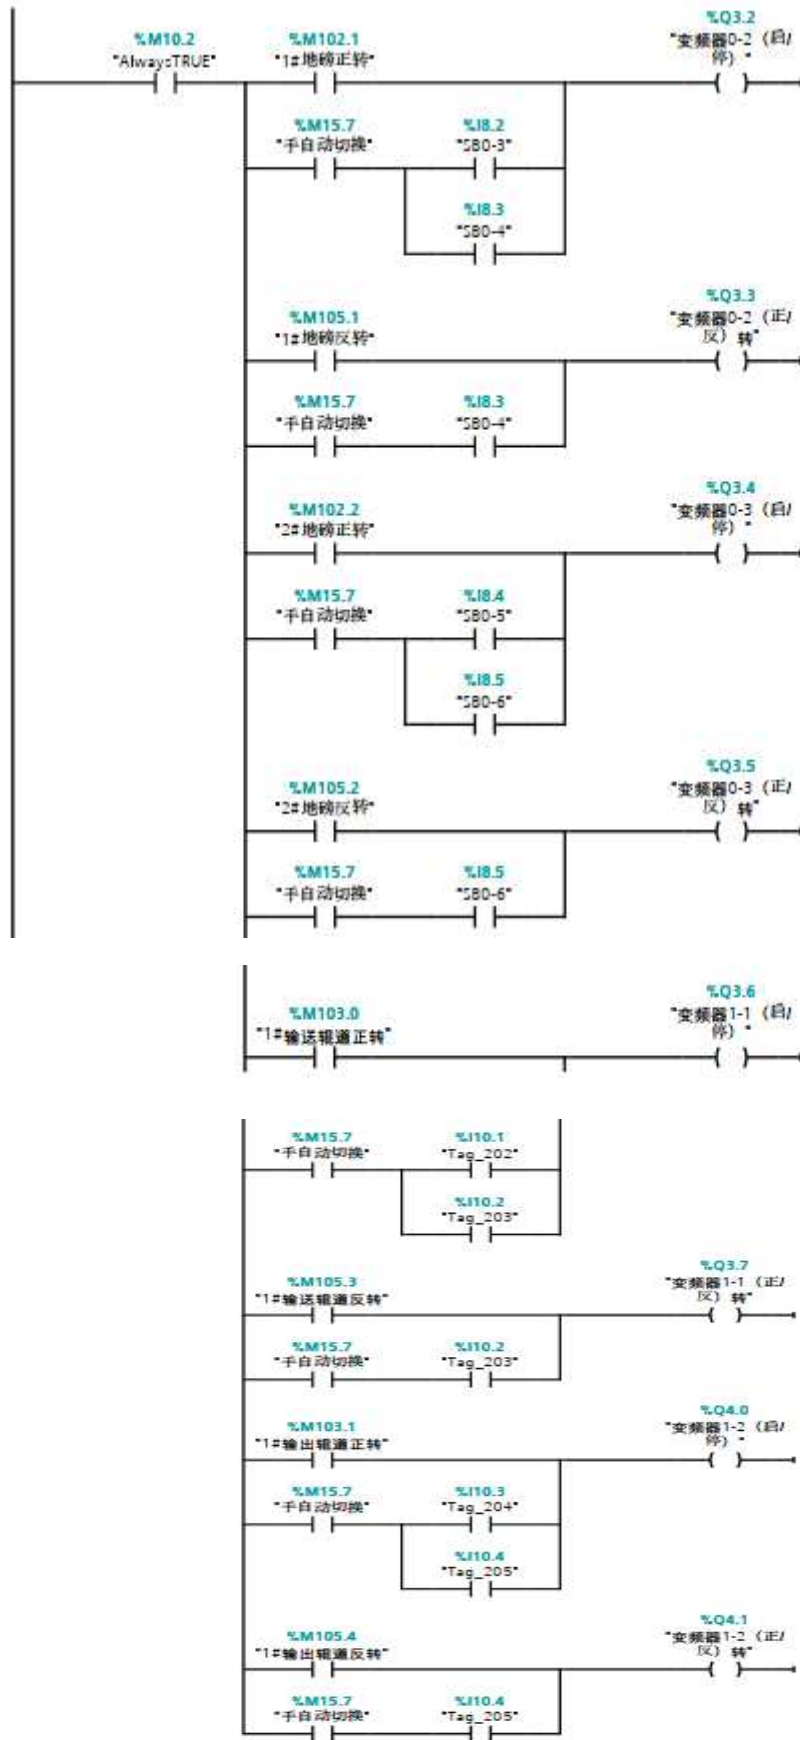 %Q3.2
%M10.2 %M102.1 "变频器0-2（启/
"AlwaysTRUE" "1#地磅正转" 停）"
%M15.7 %I8.2
"手自动切换" "SB0-3"
%I8.3
"SB0-4"
%Q3.3
%M105.1 "变频器0-2（正/
"1#地磅反转" 反）转"
%M15.7 %I8.3
"手自动切换" "SB0-4"
%Q3.4
%M102.2 "变频器0-3（启/
"2#地磅正转" 停）"
%M15.7 %I8.4
"手自动切换" "SB0-5"
%I8.5
"SB0-6"
%Q3.5
%M105.2 "变频器0-3（正/
"2#地磅反转" 反）转"
%M15.7 %I8.5
"手自动切换" "SB0-6"
%Q3.6
%M103.0 "变频器1-1（启/
"1#输送辊道正转" 停）"
%M15.7 %I10.1
"手自动切换" "Tag_202"
%I10.2
"Tag_203"
%Q3.7
%M105.3 "变频器1-1（正/
"1#输送辊道反转" 反）转"
%M15.7 %I10.2
"手自动切换" "Tag_203"
%Q4.0
%M103.1 "变频器1-2（启/
"1#输出辊道正转" 停）"
%M15.7 %I10.3
"手自动切换" "Tag_204"
%I10.4
"Tag_205"
%Q4.1
%M105.4 "变频器1-2（正/
"1#输出辊道反转" 反）转"
%M15.7 %I10.4
"手自动切换" "Tag_205"